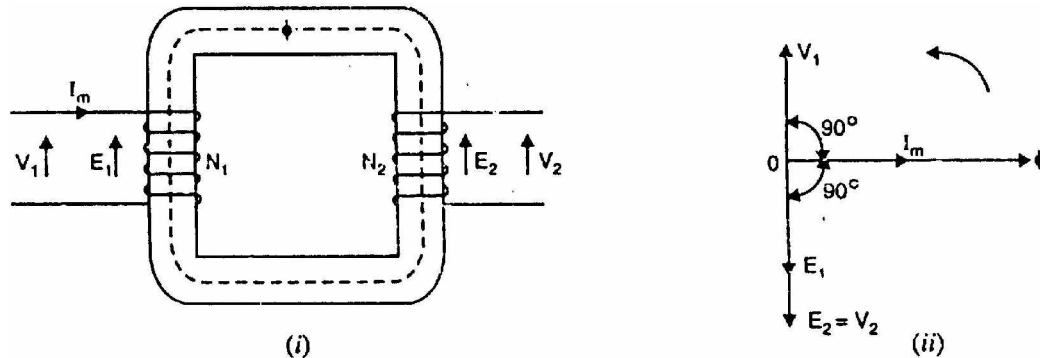 ϕ
I_m
V_1 E_1 N_1 N_2 E_2 V_2
(i)
V_1
90°
0 I_m ϕ
90°
E_1
E_2 = V_2
(ii)